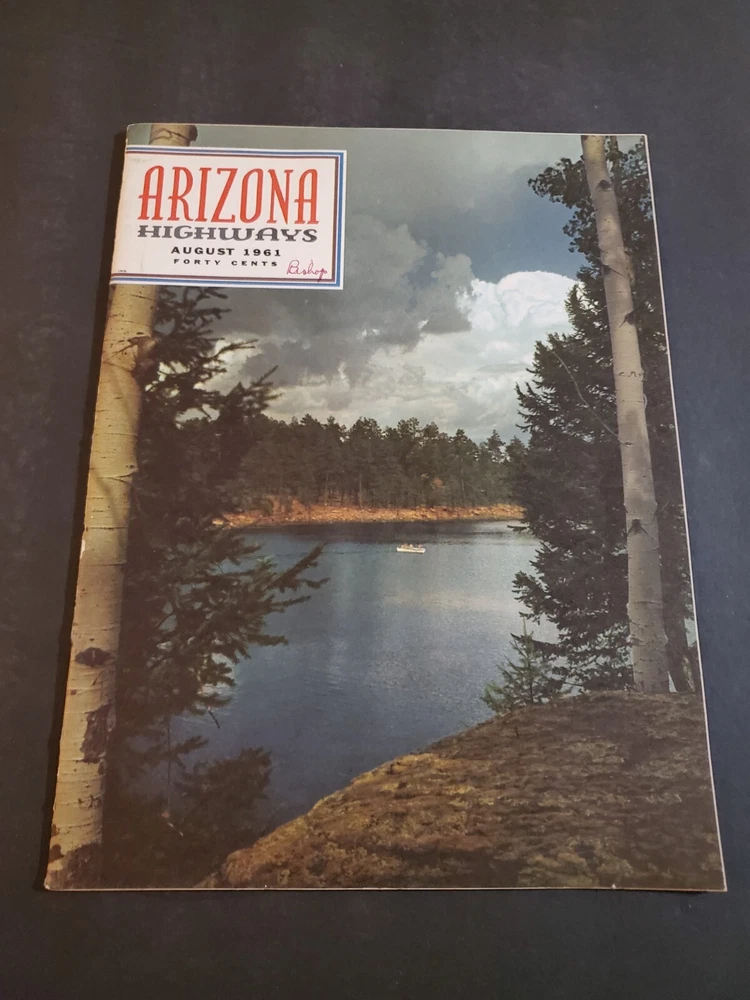 ARIZONA
HIGHWAYS
AUGUST 1961
FORTY CENTS
Bishop